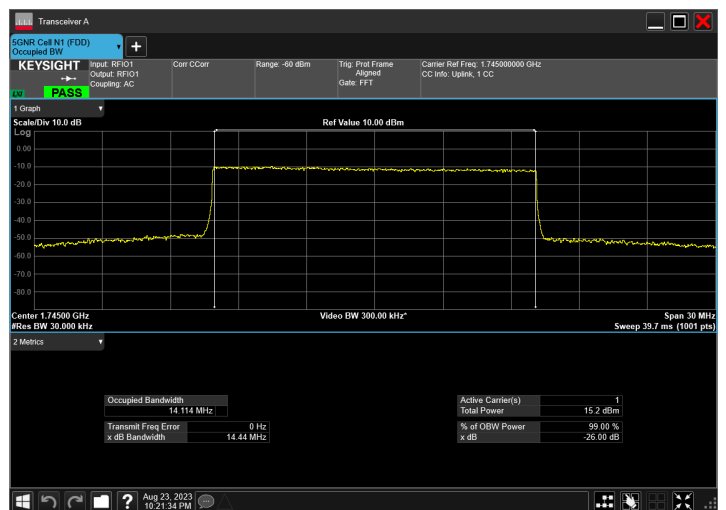 Transceiver A
5GNR Cell N1 (FDD)
Occupied BW
KEYSIGHT
Input: RFIO1
Output: RFIO1
Coupling: AC
Corr CCorr
Range: -60 dBm
Trig: Prot Frame
Aligned
Gate: FFT
Carrier Ref Freq: 1.745000000 GHz
CC Info: Uplink, 1 CC
LXI
PASS
1 Graph
Scale/Div 10.0 dB
Ref Value 10.00 dBm
Log
0.00
-10.0
-20.0
-30.0
-40.0
-50.0
-60.0
-70.0
-80.0
Center 1.74500 GHz
Video BW 300.00 kHz*
Span 30 MHz
#Res BW 30.000 kHz
Sweep 39.7 ms (1001 pts)
2 Metrics
Occupied Bandwidth
14.114 MHz
Active Carrier(s) 1
Total Power 15.2 dBm
Transmit Freq Error 0 Hz
x dB Bandwidth 14.44 MHz
% of OBW Power 99.00 %
x dB -26.00 dB
?
Aug 23, 2023
10:21:34 PM